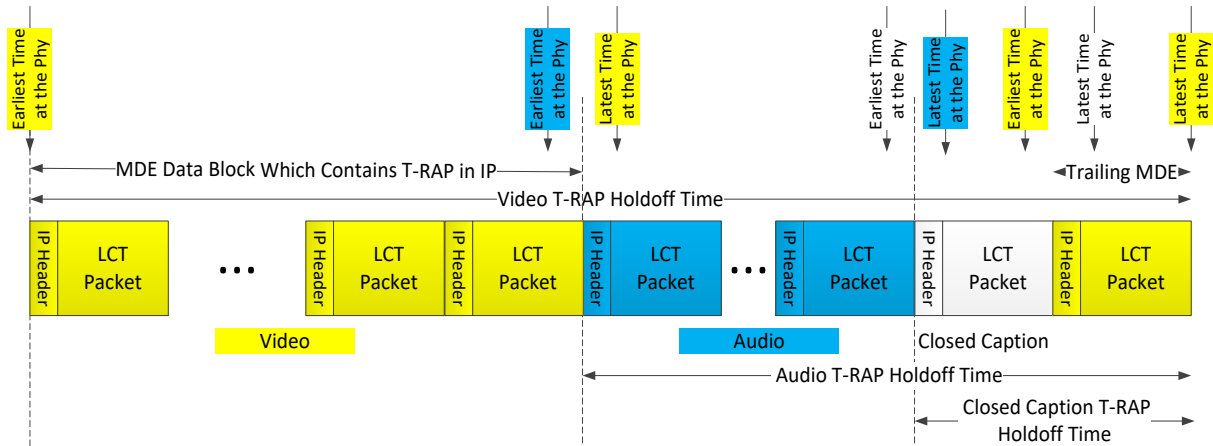 Earliest Time
at the Phy
Earliest Time
at the Phy
Latest Time
at the Phy
Earliest Time
at the Phy
Latest Time
at the Phy
Earliest Time
at the Phy
Latest Time
at the Phy
Latest Time
at the Phy
MDE Data Block Which Contains T-RAP in IP
Trailing MDE
Video T-RAP Holdoff Time
IP Header
LCT
Packet
...
IP Header
LCT
Packet
IP Header
LCT
Packet
IP Header
LCT
Packet
...
IP Header
LCT
Packet
IP Header
LCT
Packet
IP Header
LCT
Packet
Video
Audio
Closed Caption
Audio T-RAP Holdoff Time
Closed Caption T-RAP
Holdoff Time